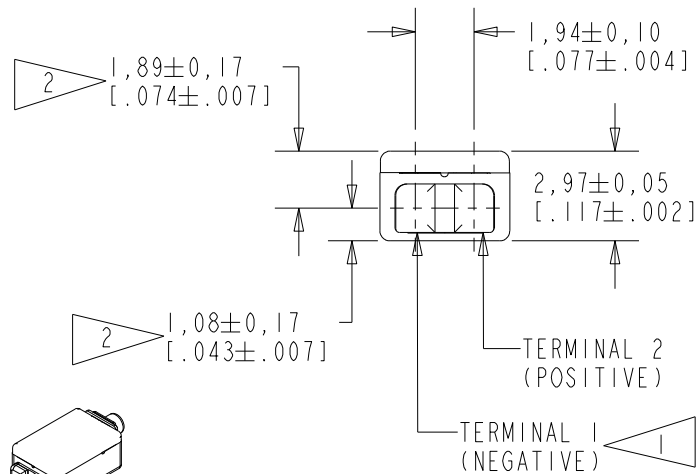 1,94±0,10
[.077±.004]
2
1,89±0,17
[.074±.007]
2,97±0,05
[.117±.002]
2
1,08±0,17
[.043±.007]
TERMINAL 2
(POSITIVE)
TERMINAL 1
(NEGATIVE)
1